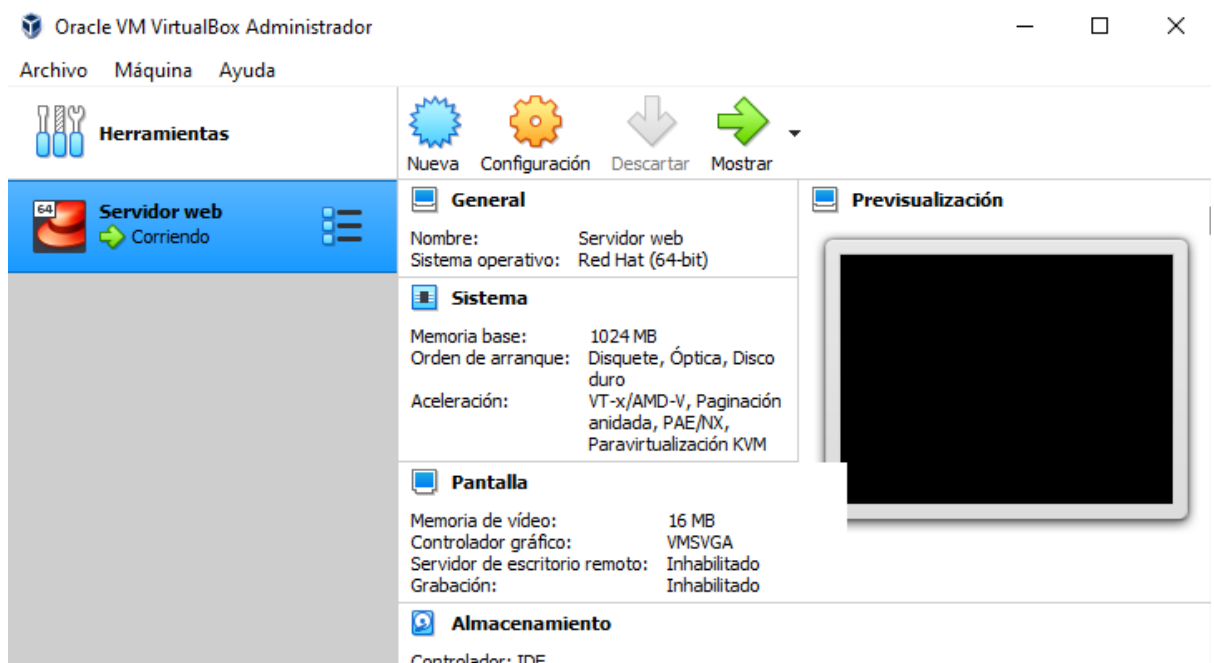 Oracle VM VirtualBox Administrador
Archivo Máquina Ayuda
Herramientas
Nueva Configuración Descartar Mostrar
64
Servidor web
Corriendo
General
Nombre: Servidor web
Sistema operativo: Red Hat (64-bit)
Previsualización
Sistema
Memoria base: 1024 MB
Orden de arranque: Disquete, Óptica, Disco
duro
Aceleración: VT-x/AMD-V, Paginación
anidada, PAE/NX,
Paravirtualización KVM
Pantalla
Memoria de vídeo: 16 MB
Controlador gráfico: VMSVGA
Servidor de escritorio remoto: Inhabilitado
Grabación: Inhabilitado
Almacenamiento
Controlador: IDE